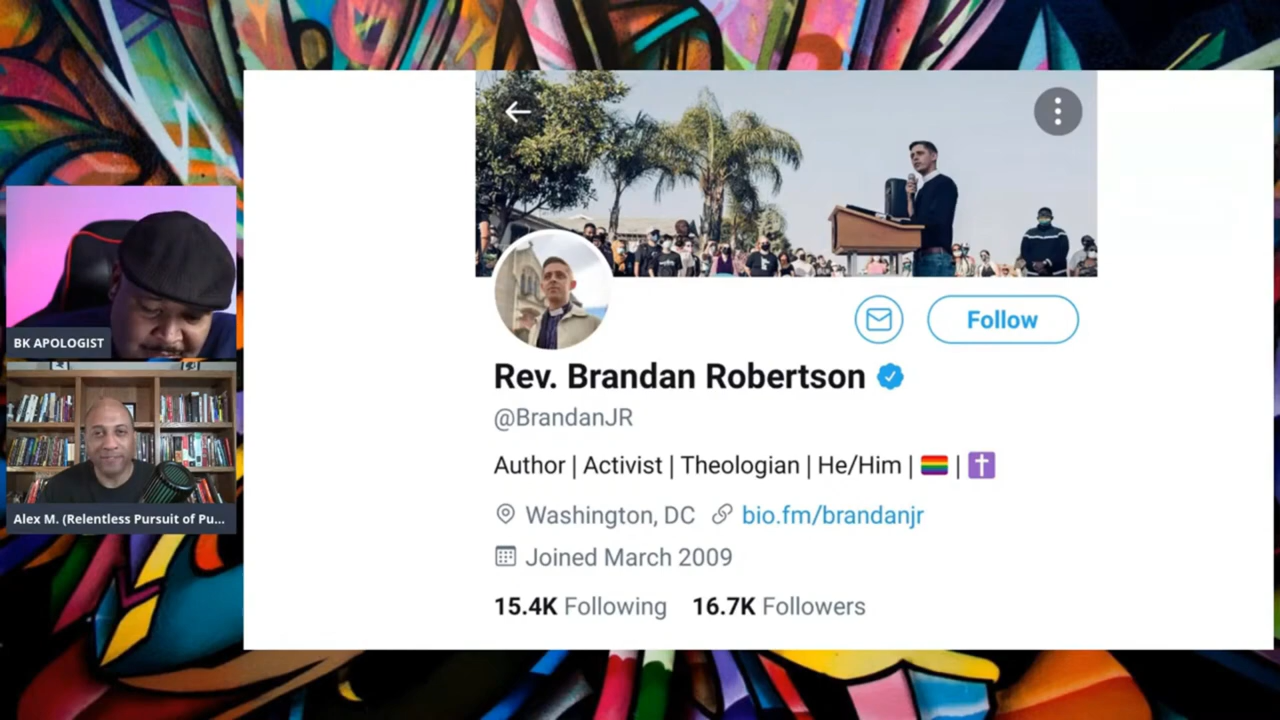 BK APOLOGIST
Alex M. (Relentless Pursuit of Pu...
Follow
Rev. Brandan Robertson
@BrandanJR
Author | Activist | Theologian | He/Him | 🏳️‍🌈 | ✝️
Washington, DC bio.fm/brandanjr
Joined March 2009
15.4K Following 16.7K Followers